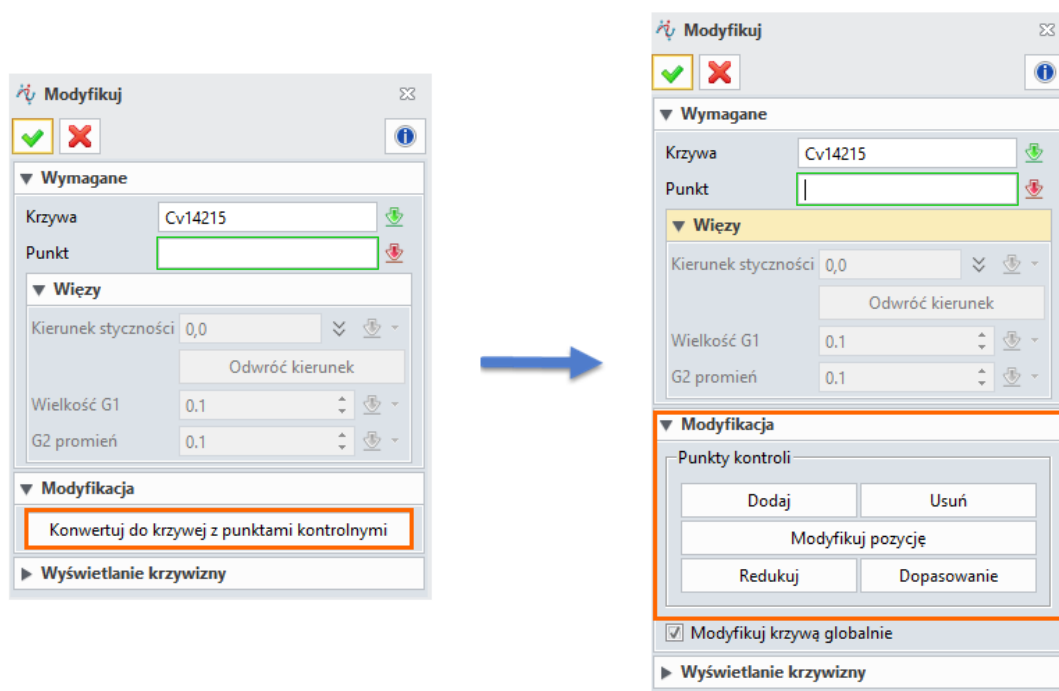 Modyfikuj
Wymagane
Krzywa Cv14215
Punkt
Więzy
Kierunek styczności 0,0
Odwróć kierunek
Wielkość G1 0.1
G2 promień 0.1
Modyfikacja
Konwertuj do krzywej z punktami kontrolnymi
Wyświetlanie krzywizny
Modyfikuj
Wymagane
Krzywa Cv14215
Punkt
Więzy
Kierunek styczności 0,0
Odwróć kierunek
Wielkość G1 0.1
G2 promień 0.1
Modyfikacja
Punkty kontroli
Dodaj Usuń
Modyfikuj pozycję
Redukuj Dopasowanie
Modyfikuj krzywą globalnie
Wyświetlanie krzywizny